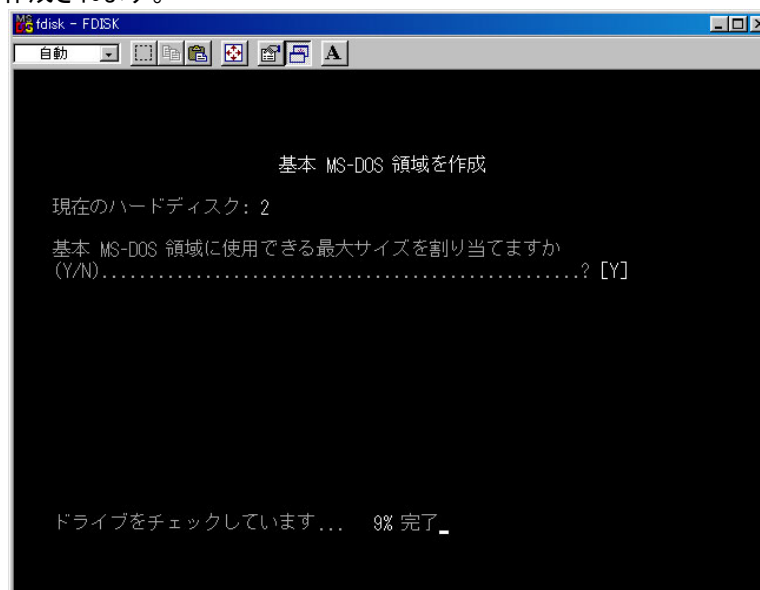 作成されます。
fdisk - FDISK
自動 A
基本 MS-DOS 領域を作成
現在のハードディスク: 2
基本 MS-DOS 領域に使用できる最大サイズを割り当てますか
(Y/N)...................................................? [Y]
ドライブをチェックしています... 9% 完了_